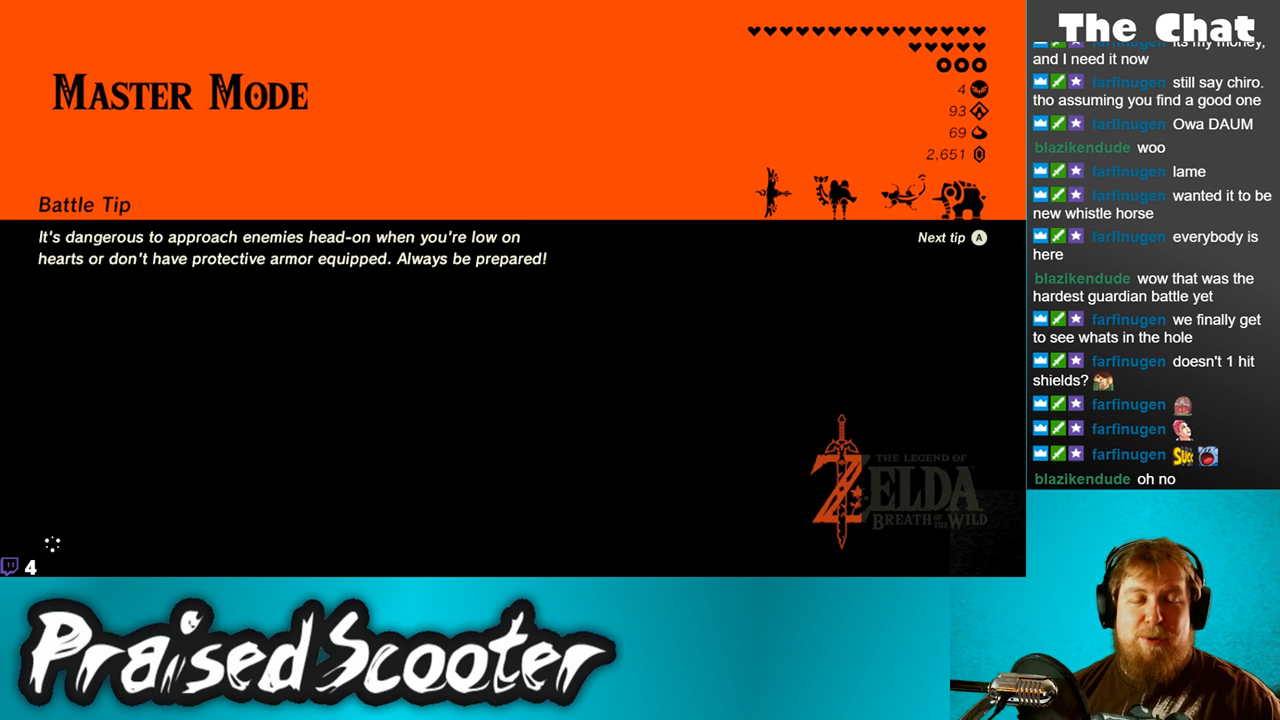 Master Mode
4
93
69
2,651
Battle Tip
It's dangerous to approach enemies head-on when you're low on
hearts or don't have protective armor equipped. Always be prepared!
Next tip A
THE LEGEND OF
ZELDA
BREATH OF THE WILD
4
PraisedScooter
The Chat
farfinugen its my money,
and I need it now
farfinugen still say chiro.
tho assuming you find a good one
farfinugen Owa DAUM
blazikendude woo
farfinugen lame
farfinugen wanted it to be
new whistle horse
farfinugen everybody is
here
blazikendude wow that was the
hardest guardian battle yet
farfinugen we finally get
to see whats in the hole
farfinugen doesn't 1 hit
shields?
farfinugen
farfinugen
farfinugen Succ
blazikendude oh no